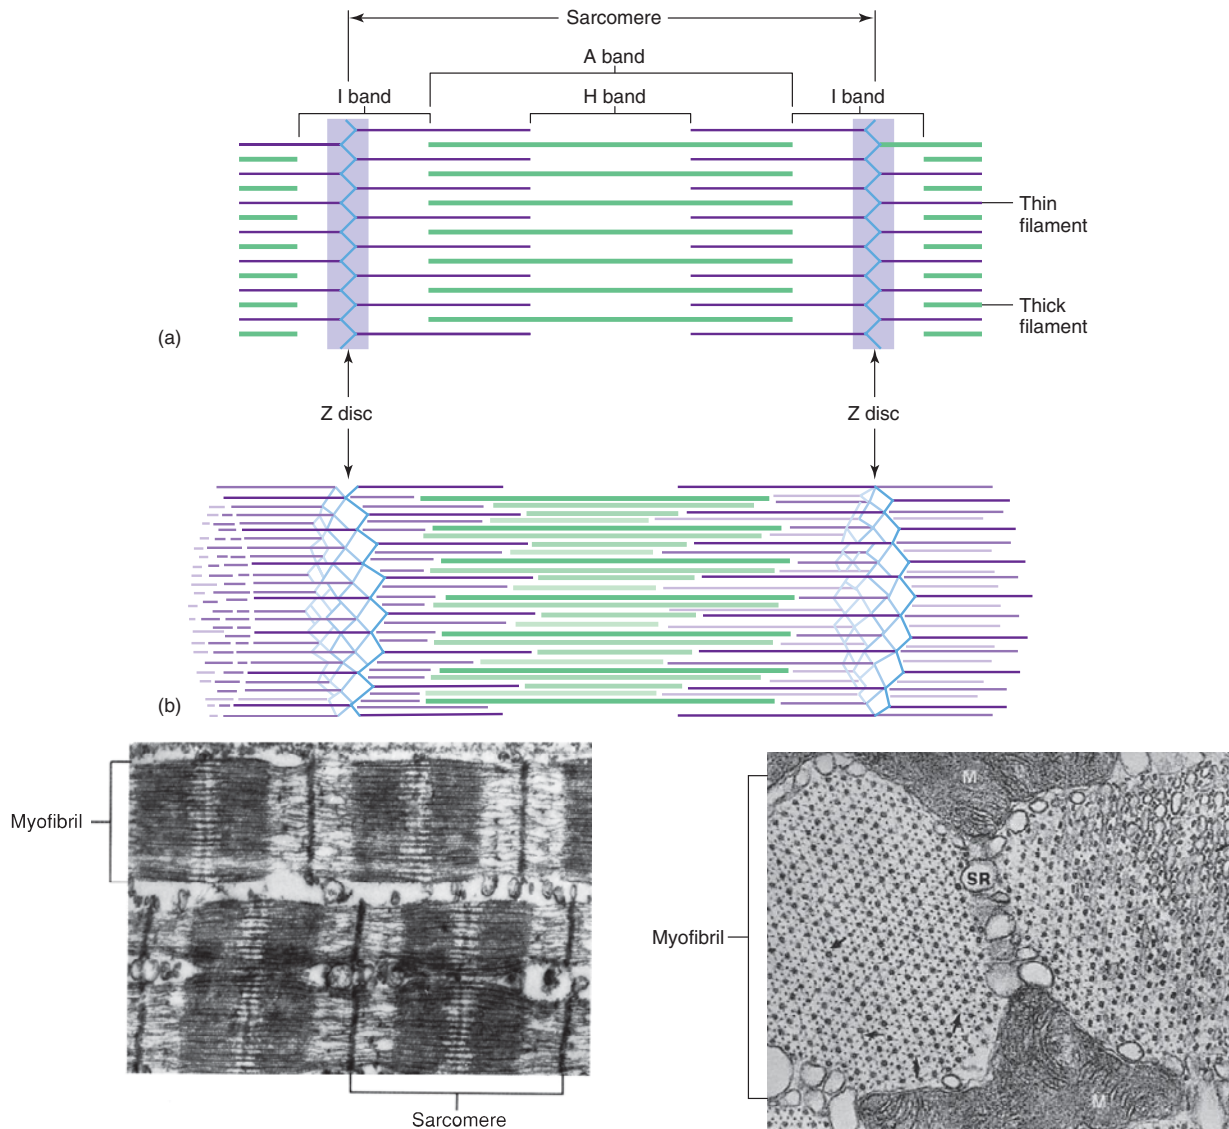 Sarcomere
A band
I band
H band
I band
Thin
filament
Thick
filament
(a)
Z disc
Z disc
(b)
Myofibril
M
SR
Myofibril
M
Sarcomere